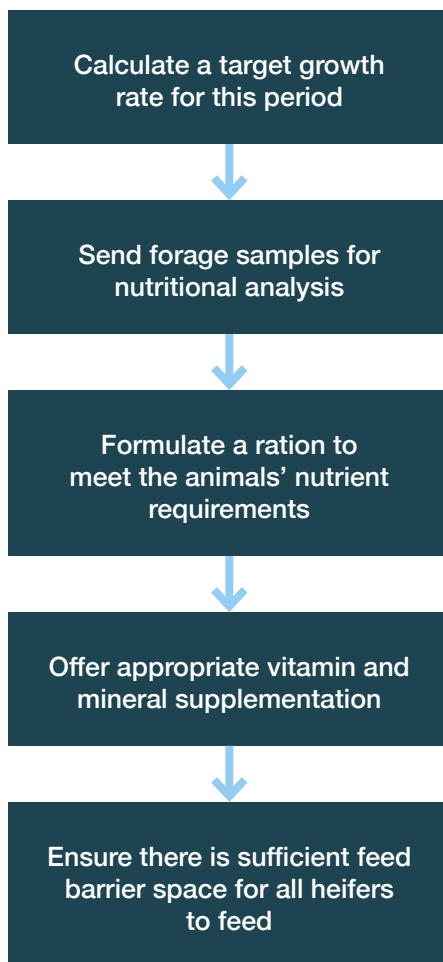 Calculate a target growth
rate for this period
Send forage samples for
nutritional analysis
Formulate a ration to
meet the animals’ nutrient
requirements
Offer appropriate vitamin and
mineral supplementation
Ensure there is sufficient feed
barrier space for all heifers
to feed